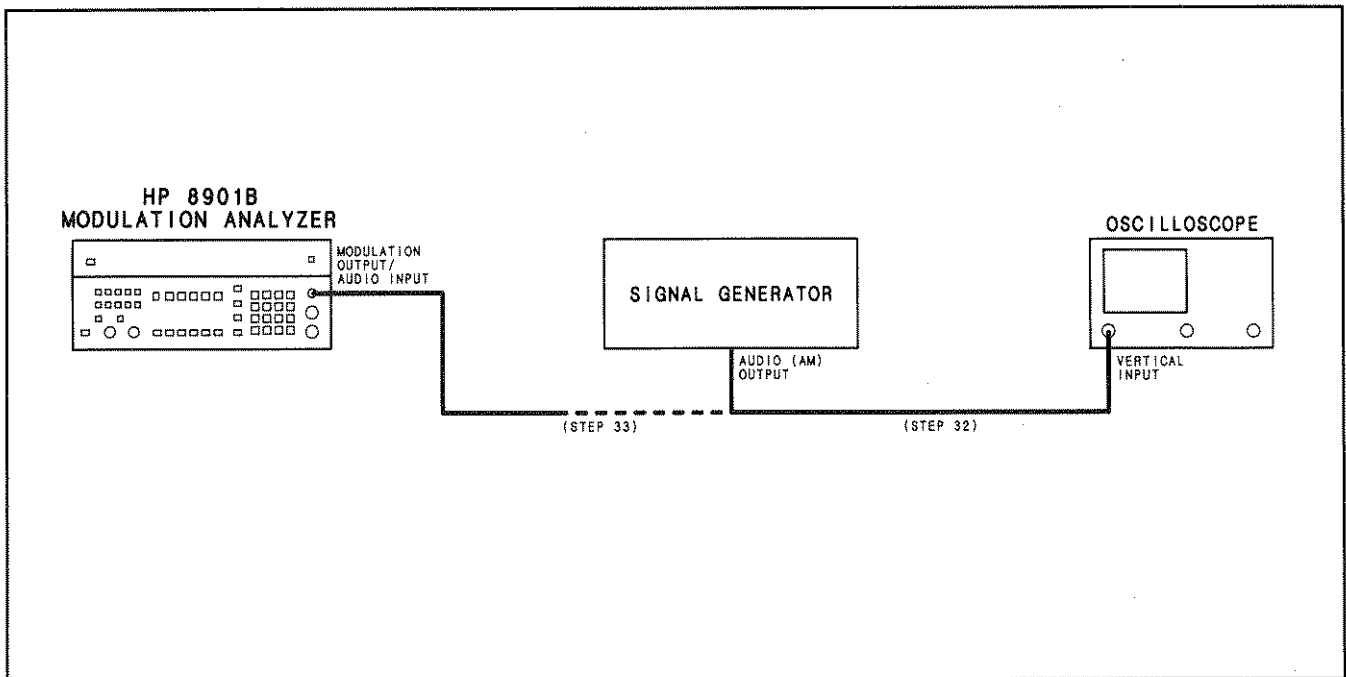 HP 8901B
MODULATION ANALYZER
MODULATION
OUTPUT/
AUDIO INPUT
SIGNAL GENERATOR
AUDIO (AM)
OUTPUT
OSCILLOSCOPE
VERTICAL
INPUT
(STEP 33)
(STEP 32)